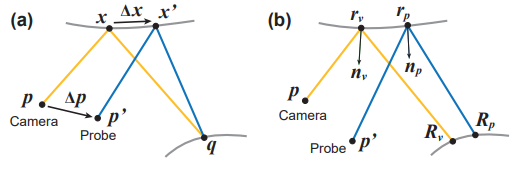 (a) x Δx x'
p Δp p'
Camera
Probe
q
(b) r_v r_p
n_v n_p
p
Camera
Probe p'
R_v R_p